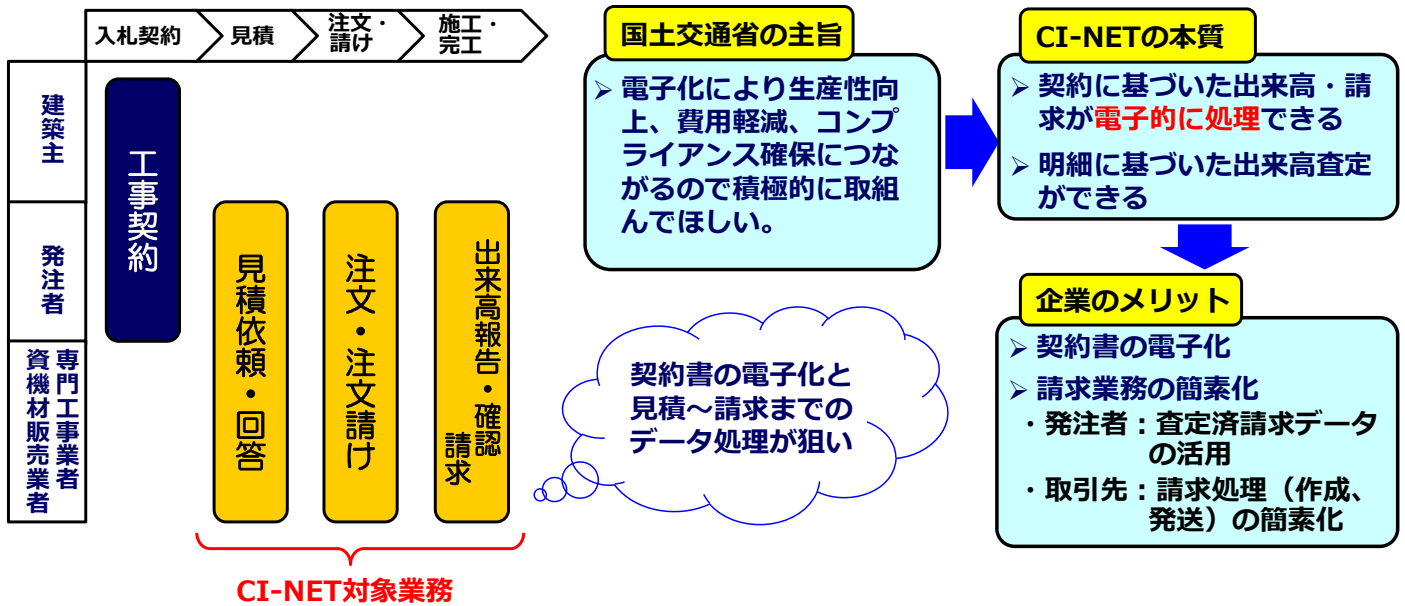 入札契約
見積
注文・
請け
施工・
完工
建築主
発注者
専門工事業者
資機材販売業者
工事契約
見積依頼・回答
注文・注文請け
出来高報告・確認
請求
CI-NET対象業務
国土交通省の主旨
➢ 電子化により生産性向
上、費用軽減、コンプ
ライアンス確保につな
がるので積極的に取組
んでほしい。
契約書の電子化と
見積～請求までの
データ処理が狙い
CI-NETの本質
➢ 契約に基づいた出来高・請
求が電子的に処理できる
➢ 明細に基づいた出来高査定
ができる
企業のメリット
➢ 契約書の電子化
➢ 請求業務の簡素化
・発注者：査定済請求データ
の活用
・取引先：請求処理（作成、
発送）の簡素化